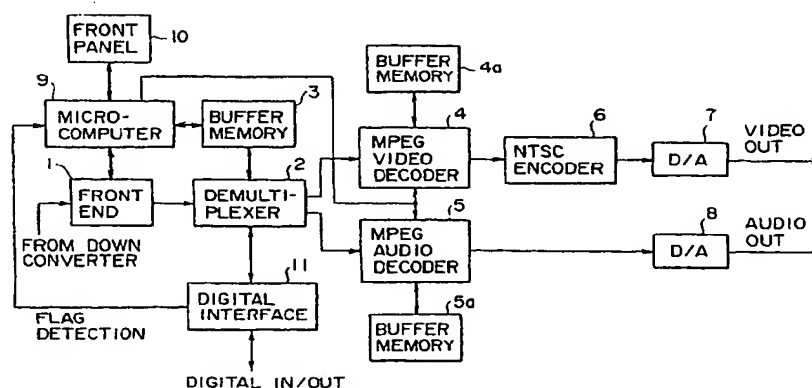 FRONT
PANEL
10
9
MICRO-
COMPUTER
3
BUFFER
MEMORY
BUFFER
MEMORY
4a
4
MPEG
VIDEO
DECODER
6
NTSC
ENCODER
7
D/A
VIDEO
OUT
1
FRONT
END
2
DEMULTI-
PLEXER
5
MPEG
AUDIO
DECODER
8
D/A
AUDIO
OUT
FROM DOWN
CONVERTER
11
DIGITAL
INTERFACE
FLAG
DETECTION
5a
BUFFER
MEMORY
DIGITAL IN/OUT